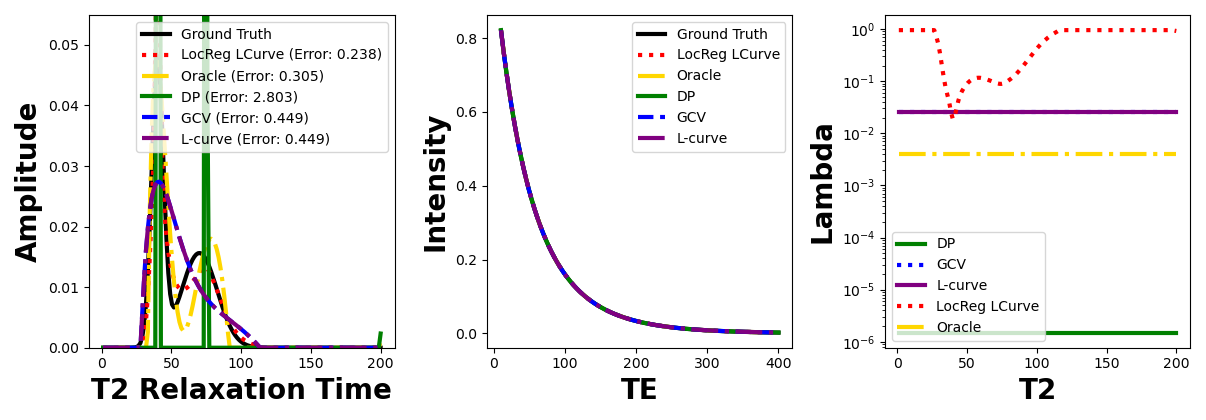 Amplitude
0.05
0.04
0.03
0.02
0.01
0.00
Ground Truth
LocReg LCurve (Error: 0.238)
Oracle (Error: 0.305)
DP (Error: 2.803)
GCV (Error: 0.449)
L-curve (Error: 0.449)
0 50 100 150 200
T2 Relaxation Time
Intensity
0.8
0.6
0.4
0.2
0.0
Ground Truth
LocReg LCurve
Oracle
DP
GCV
L-curve
0 100 200 300 400
TE
Lambda
10⁰
10⁻¹
10⁻²
10⁻³
10⁻⁴
10⁻⁵
10⁻⁶
DP
GCV
L-curve
LocReg LCurve
Oracle
0 50 100 150 200
T2